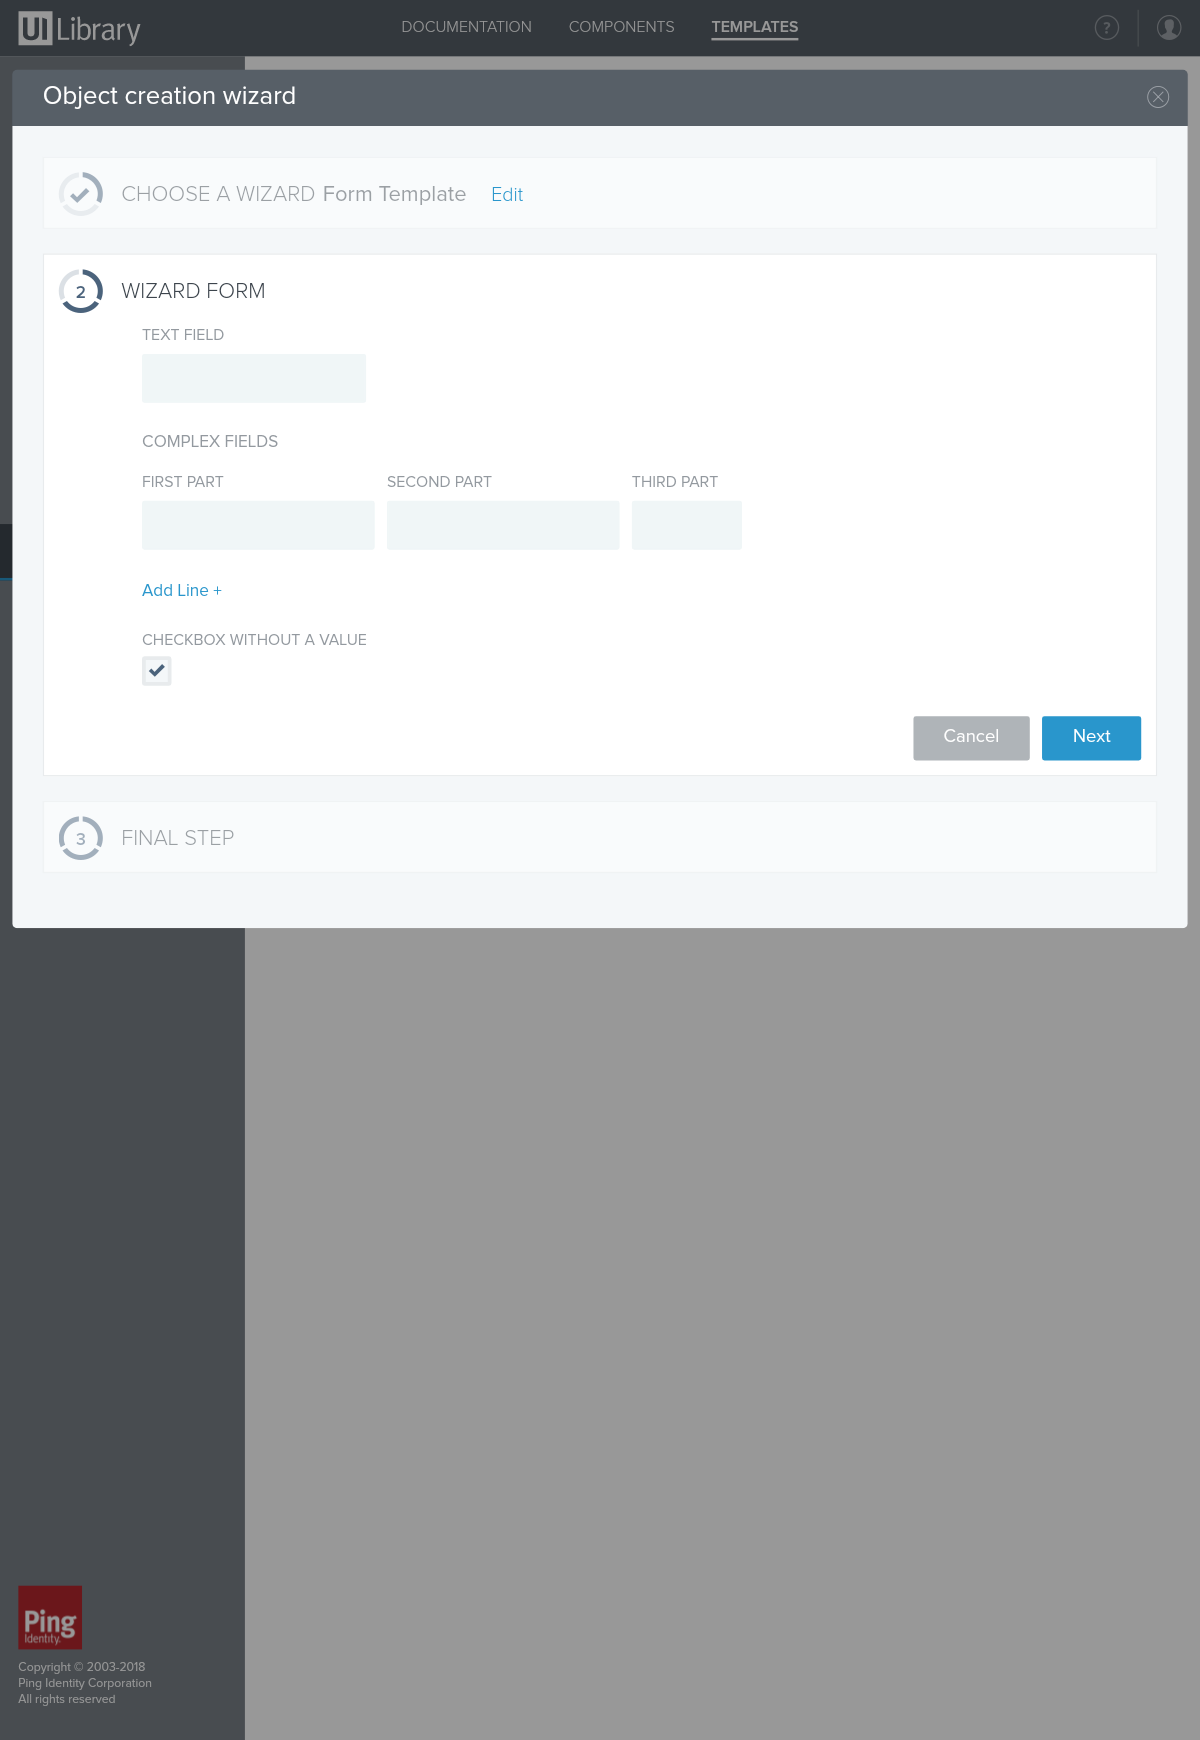 UI Library
DOCUMENTATION COMPONENTS TEMPLATES ?
Object creation wizard
CHOOSE A WIZARD Form Template Edit
2 WIZARD FORM
TEXT FIELD
COMPLEX FIELDS
FIRST PART SECOND PART THIRD PART
Add Line +
CHECKBOX WITHOUT A VALUE
Cancel Next
3 FINAL STEP
Ping
Identity.
Copyright © 2003-2018
Ping Identity Corporation
All rights reserved